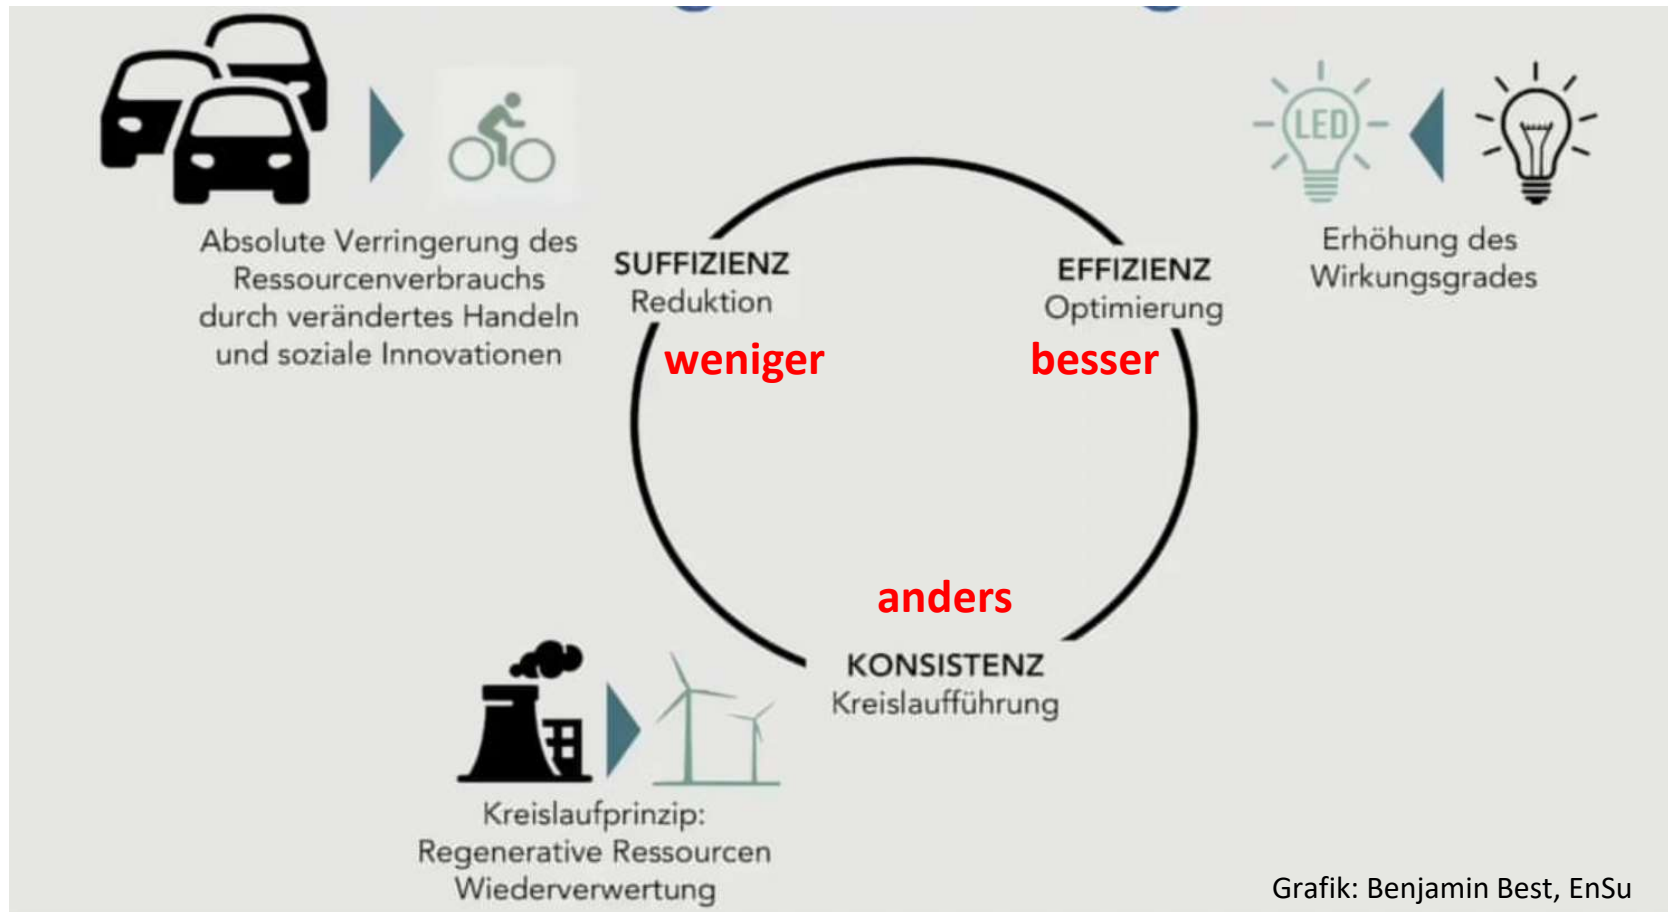 Absolute Verringerung des
Ressourcenverbrauchs
durch verändertes Handeln
und soziale Innovationen
SUFFIZIENZ
Reduktion
weniger
EFFIZIENZ
Optimierung
besser
LED
Erhöhung des
Wirkungsgrades
anders
KONSISTENZ
Kreislaufführung
Kreislaufprinzip:
Regenerative Ressourcen
Wiederverwertung
Grafik: Benjamin Best, EnSu